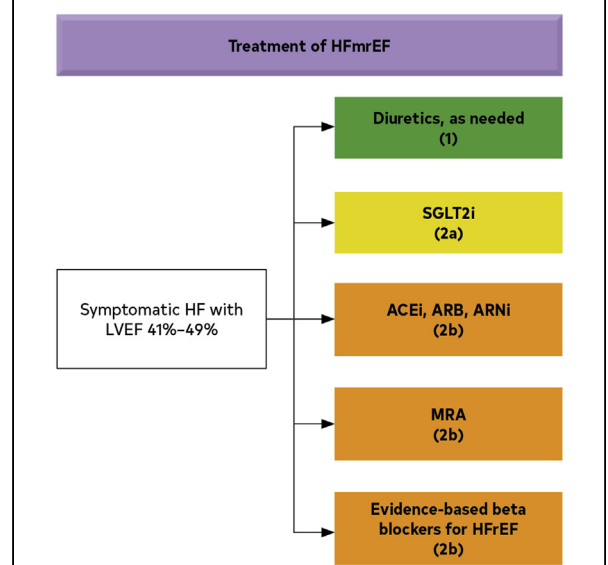 Treatment of HFmrEF
Diuretics, as needed
(1)
SGLT2i
(2a)
Symptomatic HF with
LVEF 41%–49%
ACEi, ARB, ARNi
(2b)
MRA
(2b)
Evidence-based beta
blockers for HFrEF
(2b)